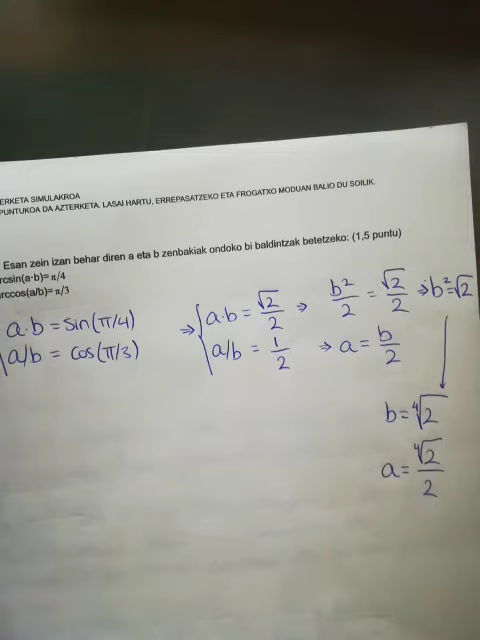 ERKETA SIMULAKROA
PUNTUKOA DA AZTERKETA. LASAI HARTU, ERREPASATZEKO ETA FROGATXO MODUAN BALIO DU SOILIK.
Esan zein izan behar diren a eta b zenbakiak ondoko bi baldintzak betetzeko: (1,5 puntu)
rcsin(a·b)=π/4
rccos(a/b)=π/3
a·b = sin(π/4) ⇒ { a·b = √2/2 ⇒ b²/2 = √2/2 ⇒ b² = √2
a/b = cos(π/3) a/b = 1/2 ⇒ a = b/2
b = ∜2
a = ∜2/2